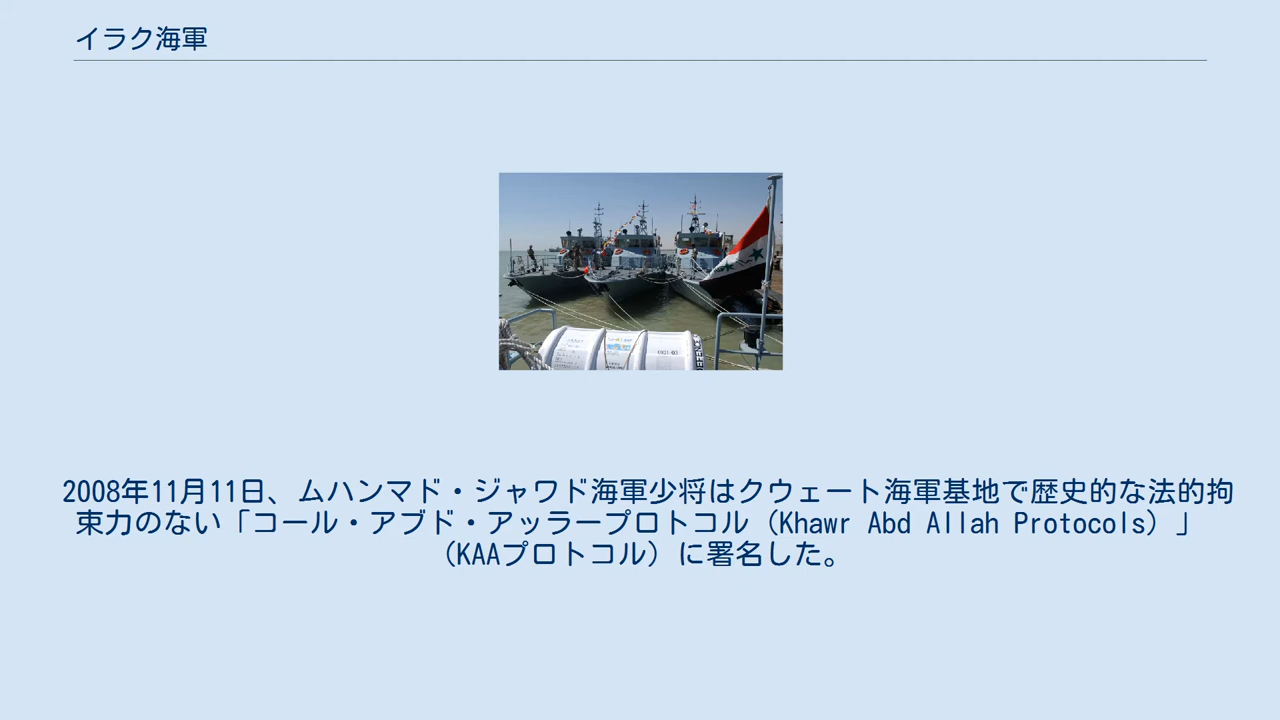 イラク海軍
2008年11月11日、ムハンマド・ジャワド海軍少将はクウェート海軍基地で歴史的な法的拘
束力のない「コール・アブド・アッラープロトコル（Khawr Abd Allah Protocols）」
（KAAプロトコル）に署名した。